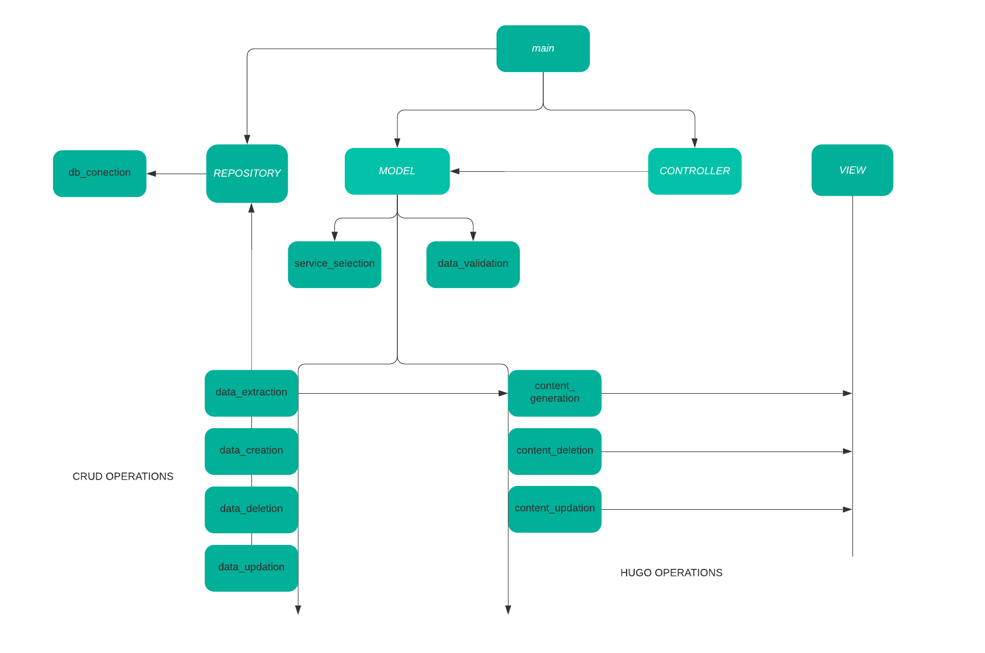 main
db_conection
REPOSITORY
MODEL
CONTROLLER
VIEW
service_selection
data_validation
data_extraction
content_
generation
data_creation
content_deletion
CRUD OPERATIONS
data_deletion
content_updation
data_updation
HUGO OPERATIONS